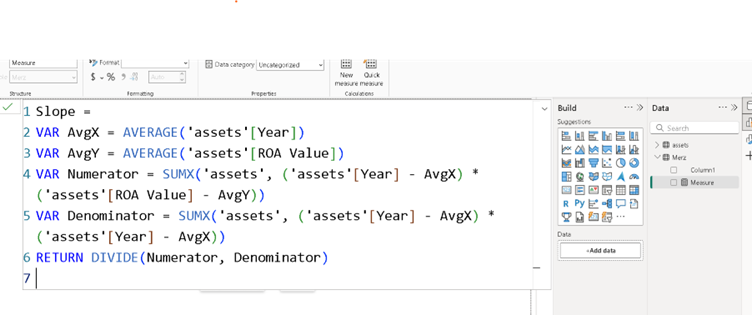 Measure
Format
Data category Uncategorized
New measure
Quick measure
Merz
$ %
Auto
Structure
Formatting
Properties
Calculations
1 Slope =
2 VAR AvgX = AVERAGE('assets'[Year])
3 VAR AvgY = AVERAGE('assets'[ROA Value])
4 VAR Numerator = SUMX('assets', ('assets'[Year] - AvgX) *
('assets'[ROA Value] - AvgY))
5 VAR Denominator = SUMX('assets', ('assets'[Year] - AvgX) *
('assets'[Year] - AvgX))
6 RETURN DIVIDE(Numerator, Denominator)
7
Build
Suggestions
R Py
Data
+Add data
Data
Search
assets
Merz
Column1
Measure